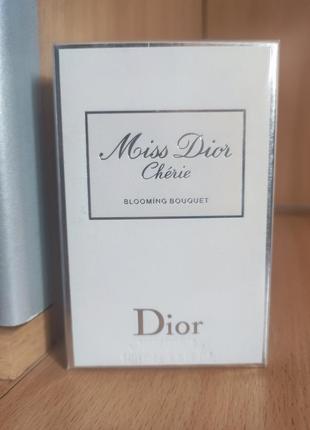 Miss Dior
Chérie
BLOOMING BOUQUET
Dior